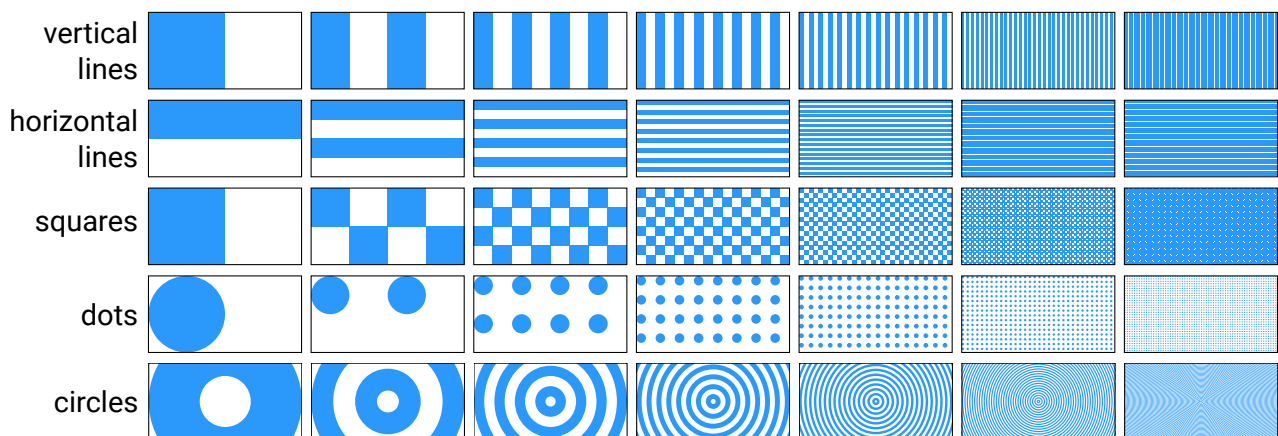 vertical
lines
horizontal
lines
squares
dots
circles